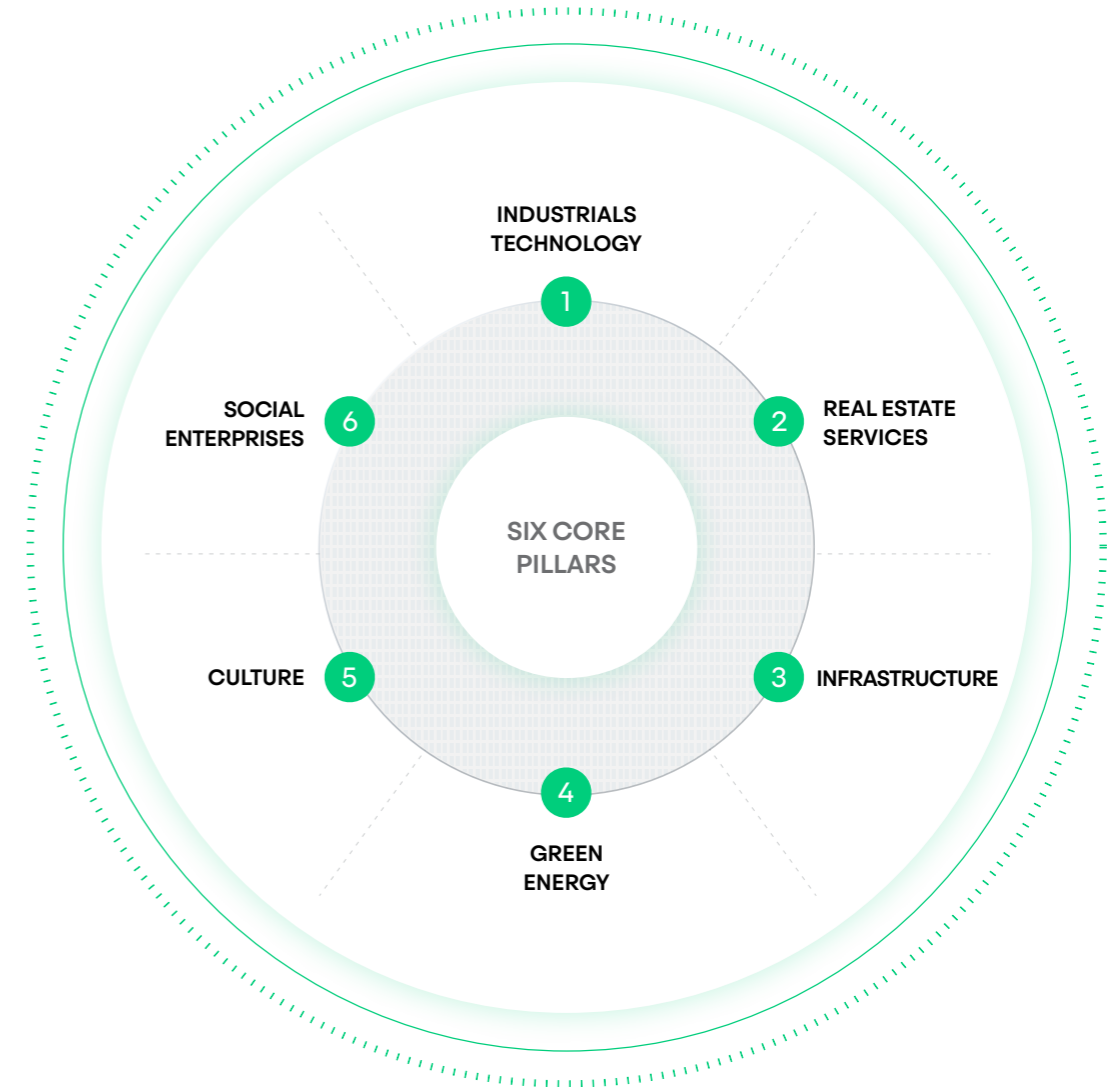 SIX CORE
PILLARS
1
INDUSTRIALS
TECHNOLOGY
2
REAL ESTATE
SERVICES
3
INFRASTRUCTURE
4
GREEN
ENERGY
5
CULTURE
6
SOCIAL
ENTERPRISES